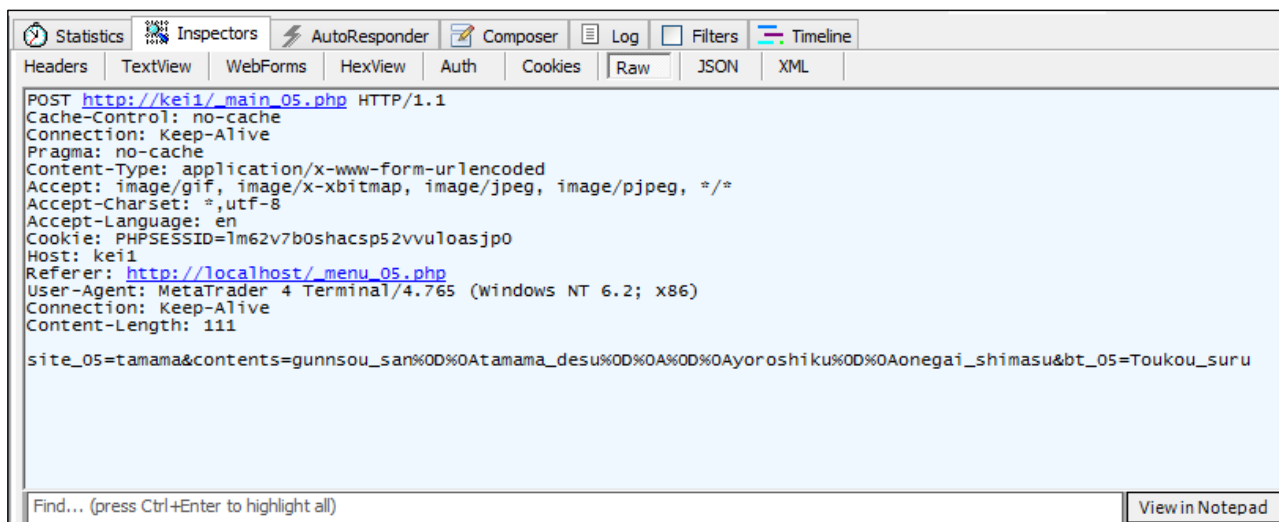 Statistics Inspectors AutoResponder Composer Log Filters Timeline
Headers TextView WebForms HexView Auth Cookies Raw JSON XML
POST http://kei1/_main_05.php HTTP/1.1
Cache-Control: no-cache
Connection: Keep-Alive
Pragma: no-cache
Content-Type: application/x-www-form-urlencoded
Accept: image/gif, image/x-xbitmap, image/jpeg, image/pjpeg, */*
Accept-Charset: *,utf-8
Accept-Language: en
Cookie: PHPSESSID=lm62v7b0shacsp52vvuloasjp0
Host: kei1
Referer: http://localhost/_menu_05.php
User-Agent: MetaTrader 4 Terminal/4.765 (Windows NT 6.2; x86)
Connection: Keep-Alive
Content-Length: 111
site_05=tamama&contents=gunnsou_san%0D%0Atamama_desu%0D%0A%0D%0Ayoroshiku%0D%0Aonegai_shimasu&bt_05=Toukou_suru
Find... (press Ctrl+Enter to highlight all) View in Notepad